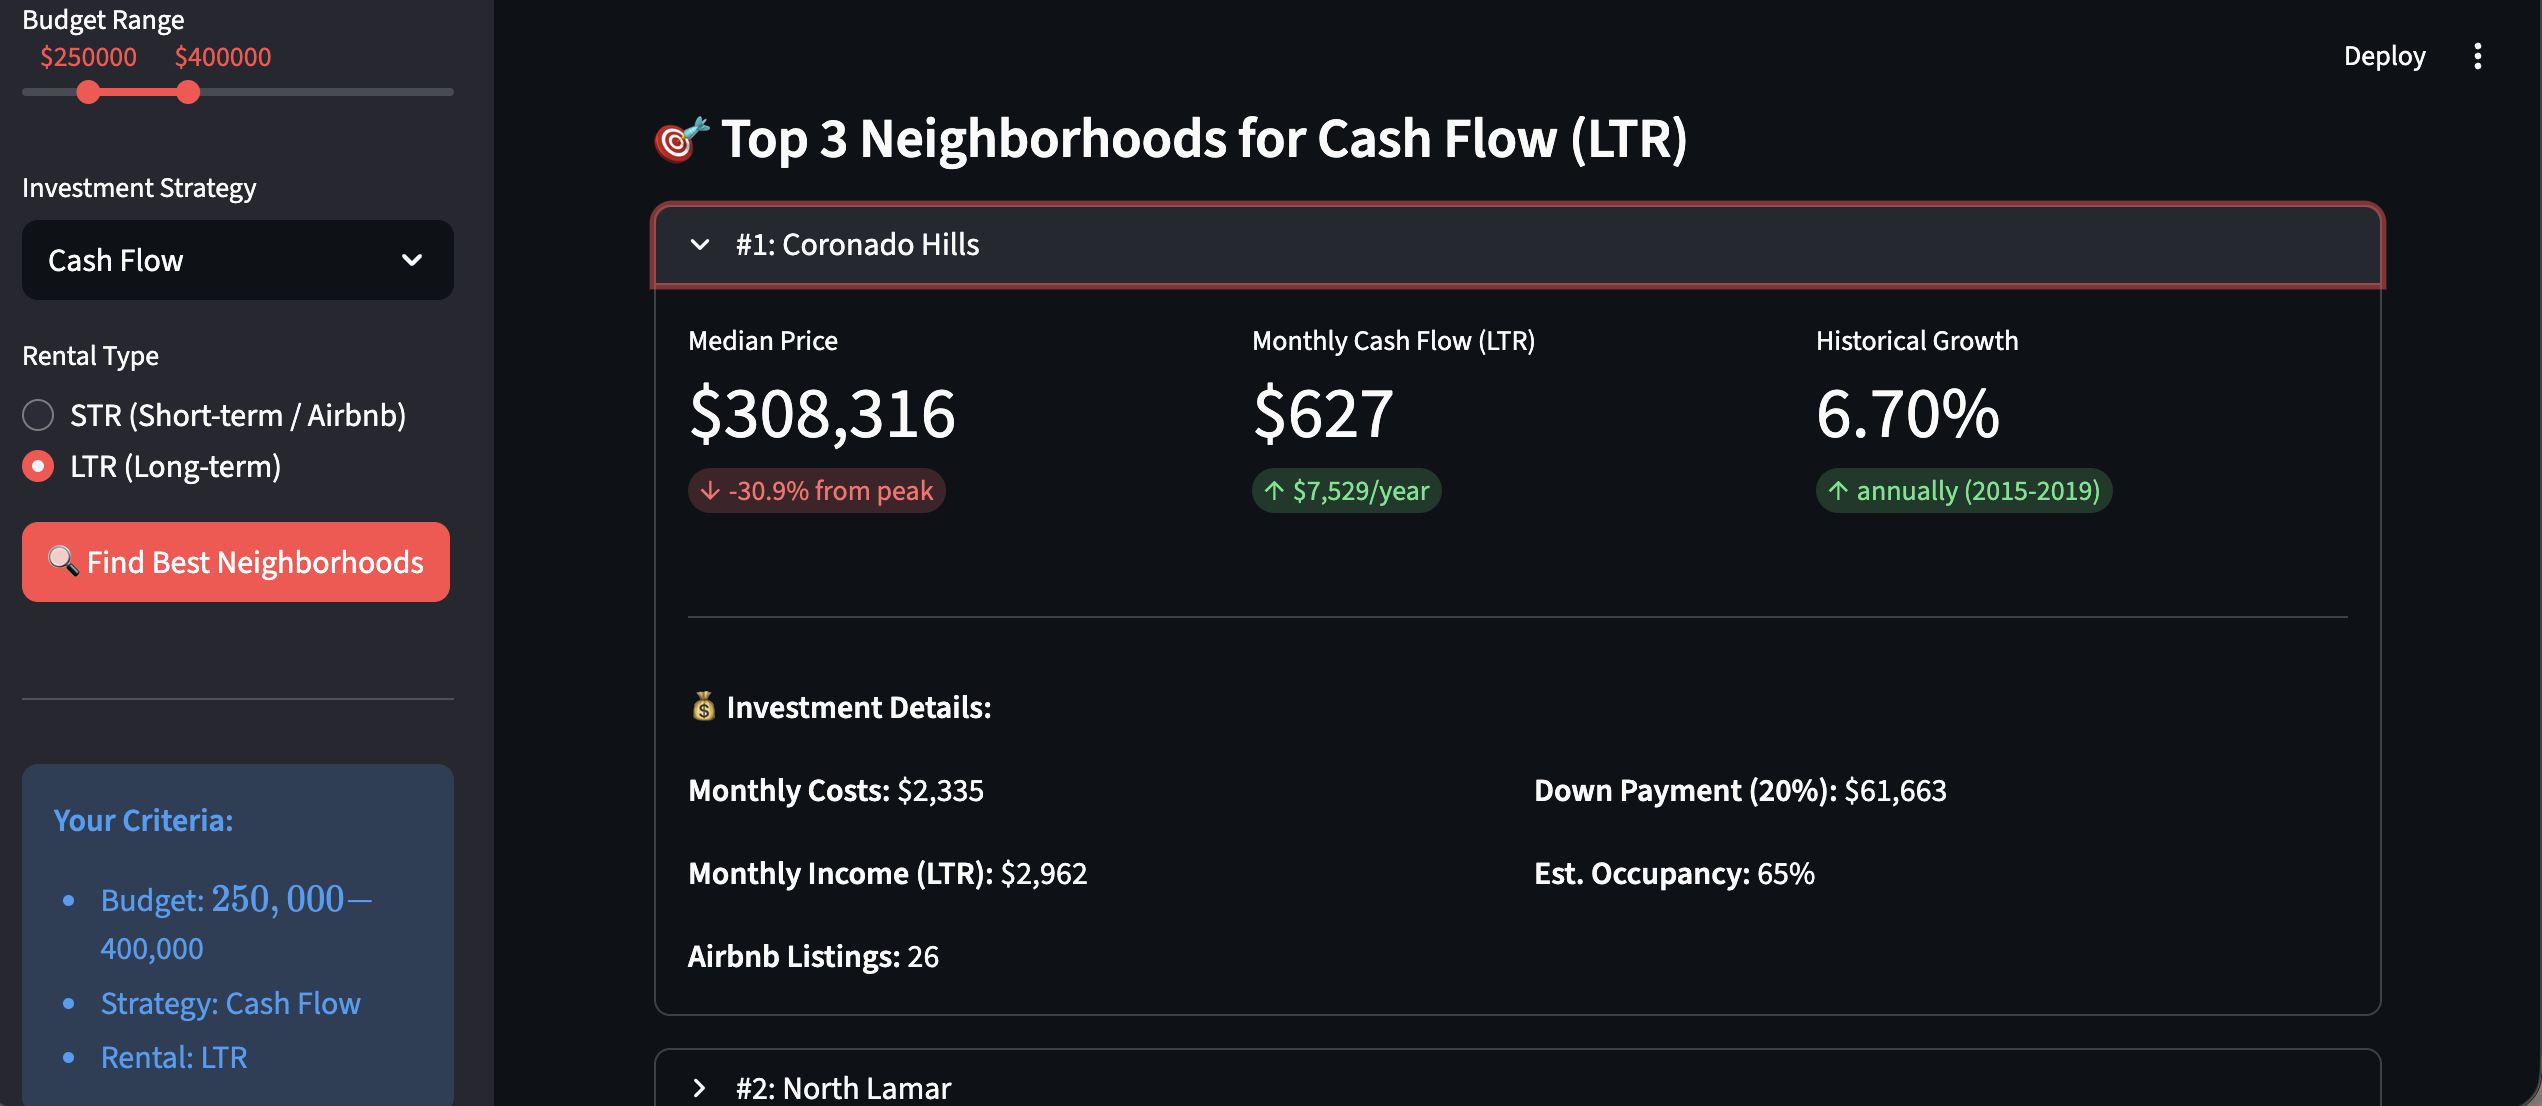 Budget Range
$250000 $400000
Investment Strategy
Cash Flow
Rental Type
STR (Short-term / Airbnb)
LTR (Long-term)
Find Best Neighborhoods
Your Criteria:
Budget: 250,000—
400,000
Strategy: Cash Flow
Rental: LTR
Deploy
Top 3 Neighborhoods for Cash Flow (LTR)
#1: Coronado Hills
Median Price
$308,316
↓ -30.9% from peak
Monthly Cash Flow (LTR)
$627
↑ $7,529/year
Historical Growth
6.70%
↑ annually (2015-2019)
Investment Details:
Monthly Costs: $2,335
Monthly Income (LTR): $2,962
Airbnb Listings: 26
Down Payment (20%): $61,663
Est. Occupancy: 65%
#2: North Lamar